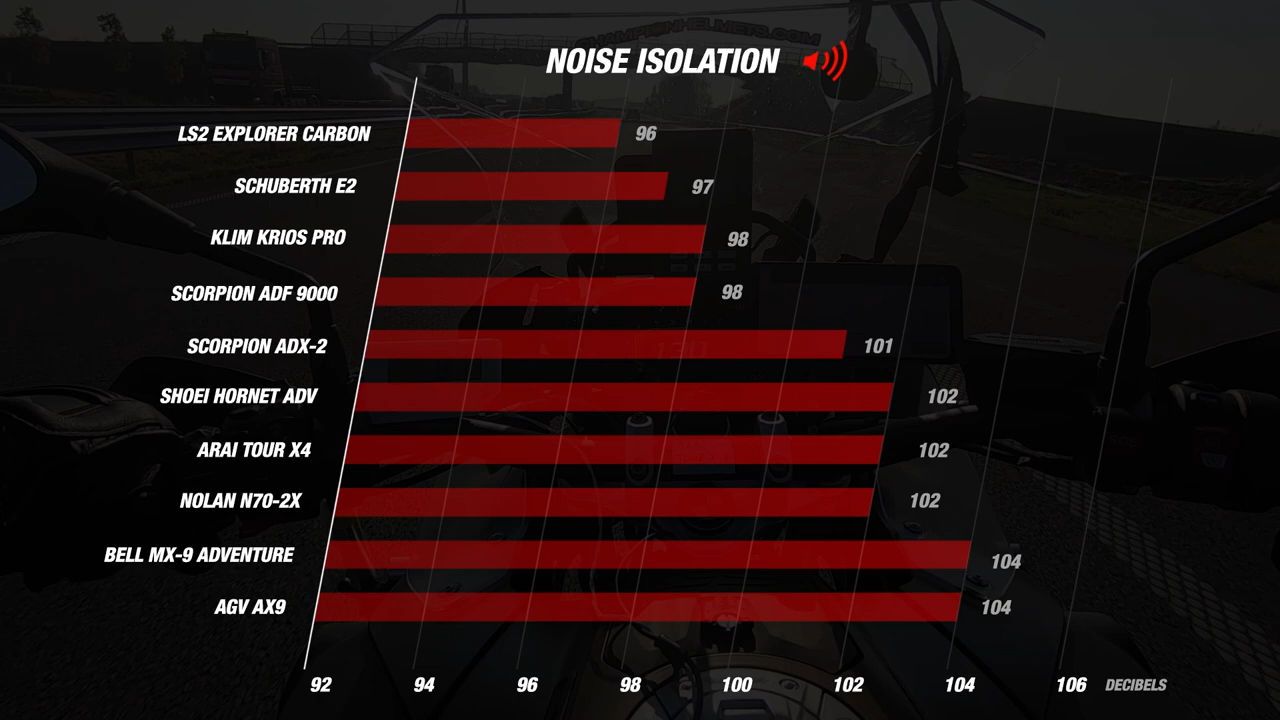 CHAMPIONHELMETS.COM
NOISE ISOLATION
LS2 EXPLORER CARBON 96
SCHUBERTH E2 97
KLIM KRIOS PRO 98
SCORPION ADF 9000 98
SCORPION ADX-2 101
SHOEI HORNET ADV 102
ARAI TOUR X4 102
NOLAN N70-2X 102
BELL MX-9 ADVENTURE 104
AGV AX9 104
92 94 96 98 100 102 104 106 DECIBELS